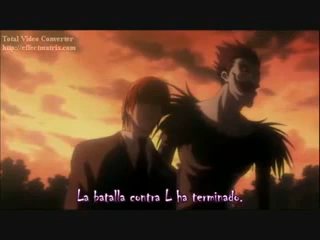 Total Video Converter
http://effectmatrix.com
La batalla contra L ha terminado.